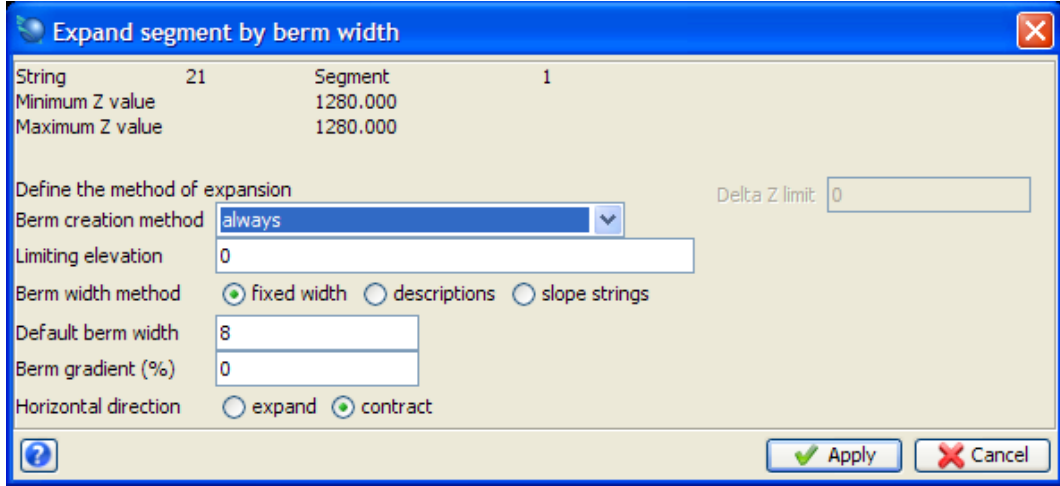 Expand segment by berm width
String 21 Segment 1
Minimum Z value 1280.000
Maximum Z value 1280.000
Define the method of expansion Delta Z limit 0
Berm creation method always
Limiting elevation 0
Berm width method fixed width descriptions slope strings
Default berm width 8
Berm gradient (%) 0
Horizontal direction expand contract
? Apply Cancel